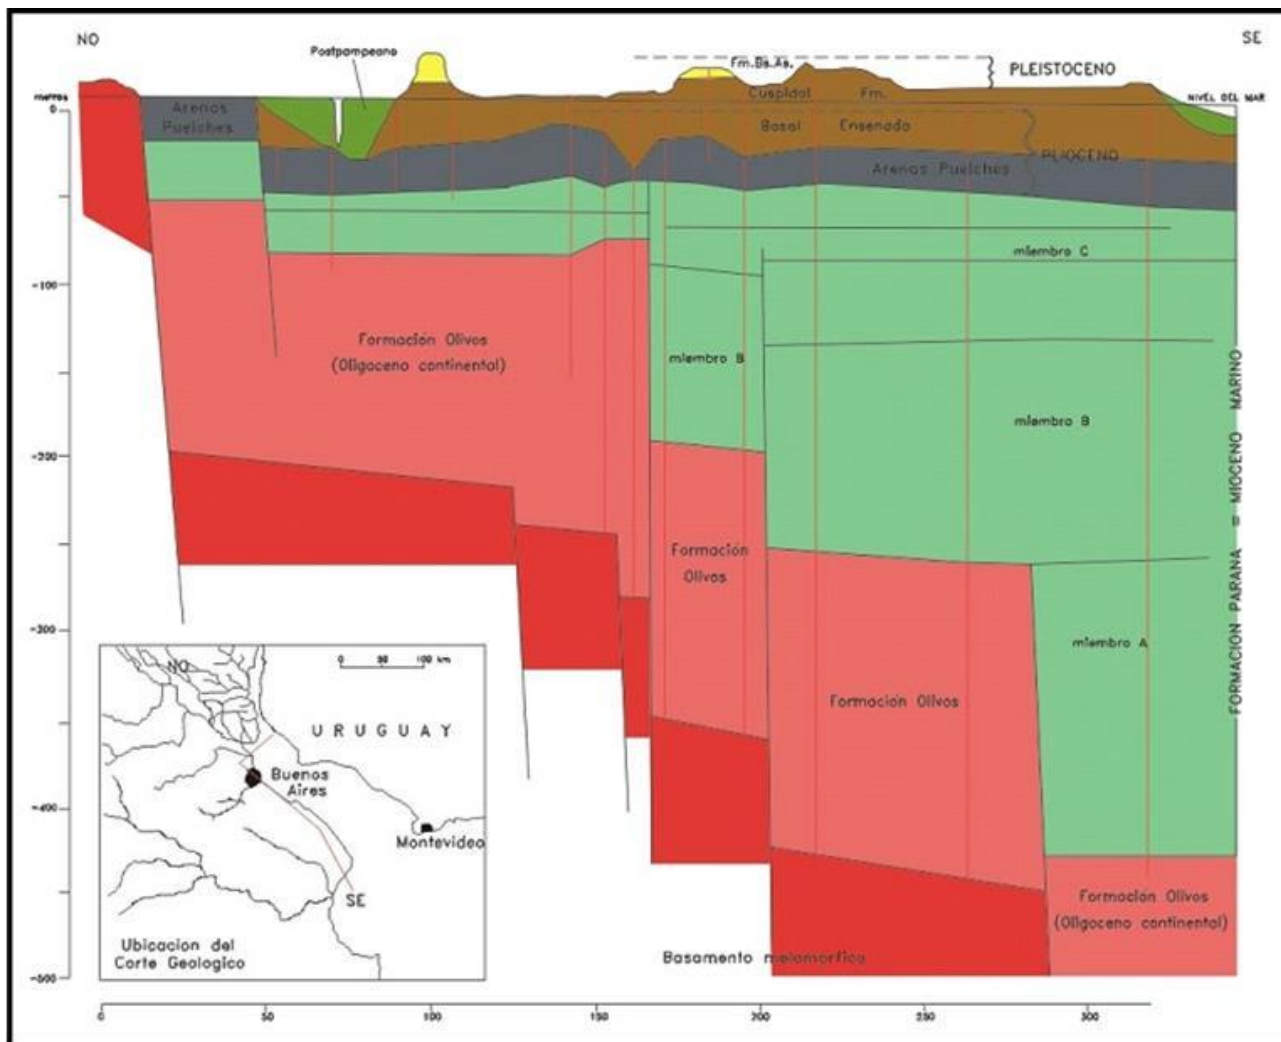 NO
SE
Postpampeano
Fm.Bs.As.
PLEISTOCENO
metros
NIVEL DEL MAR
0
Arenas
Puelches
Cuspidal Fm.
Basal Ensenada
PLIOCENO
Arenas Puelches
miembro C
-100
Formación Olivos
(Oligoceno continental)
miembro B
miembro B
-200
Formación
Olivos
FORMACION PARANA = MIOCENO MARINO
-300
miembro A
Formación Olivos
NO
0 50 100 km
URUGUAY
Buenos
Aires
Montevideo
SE
Ubicacion del
Corte Geologico
-400
Formación Olivos
(Oligoceno continental)
Basamento metamorfico
-500
0 50 100 150 200 250 300